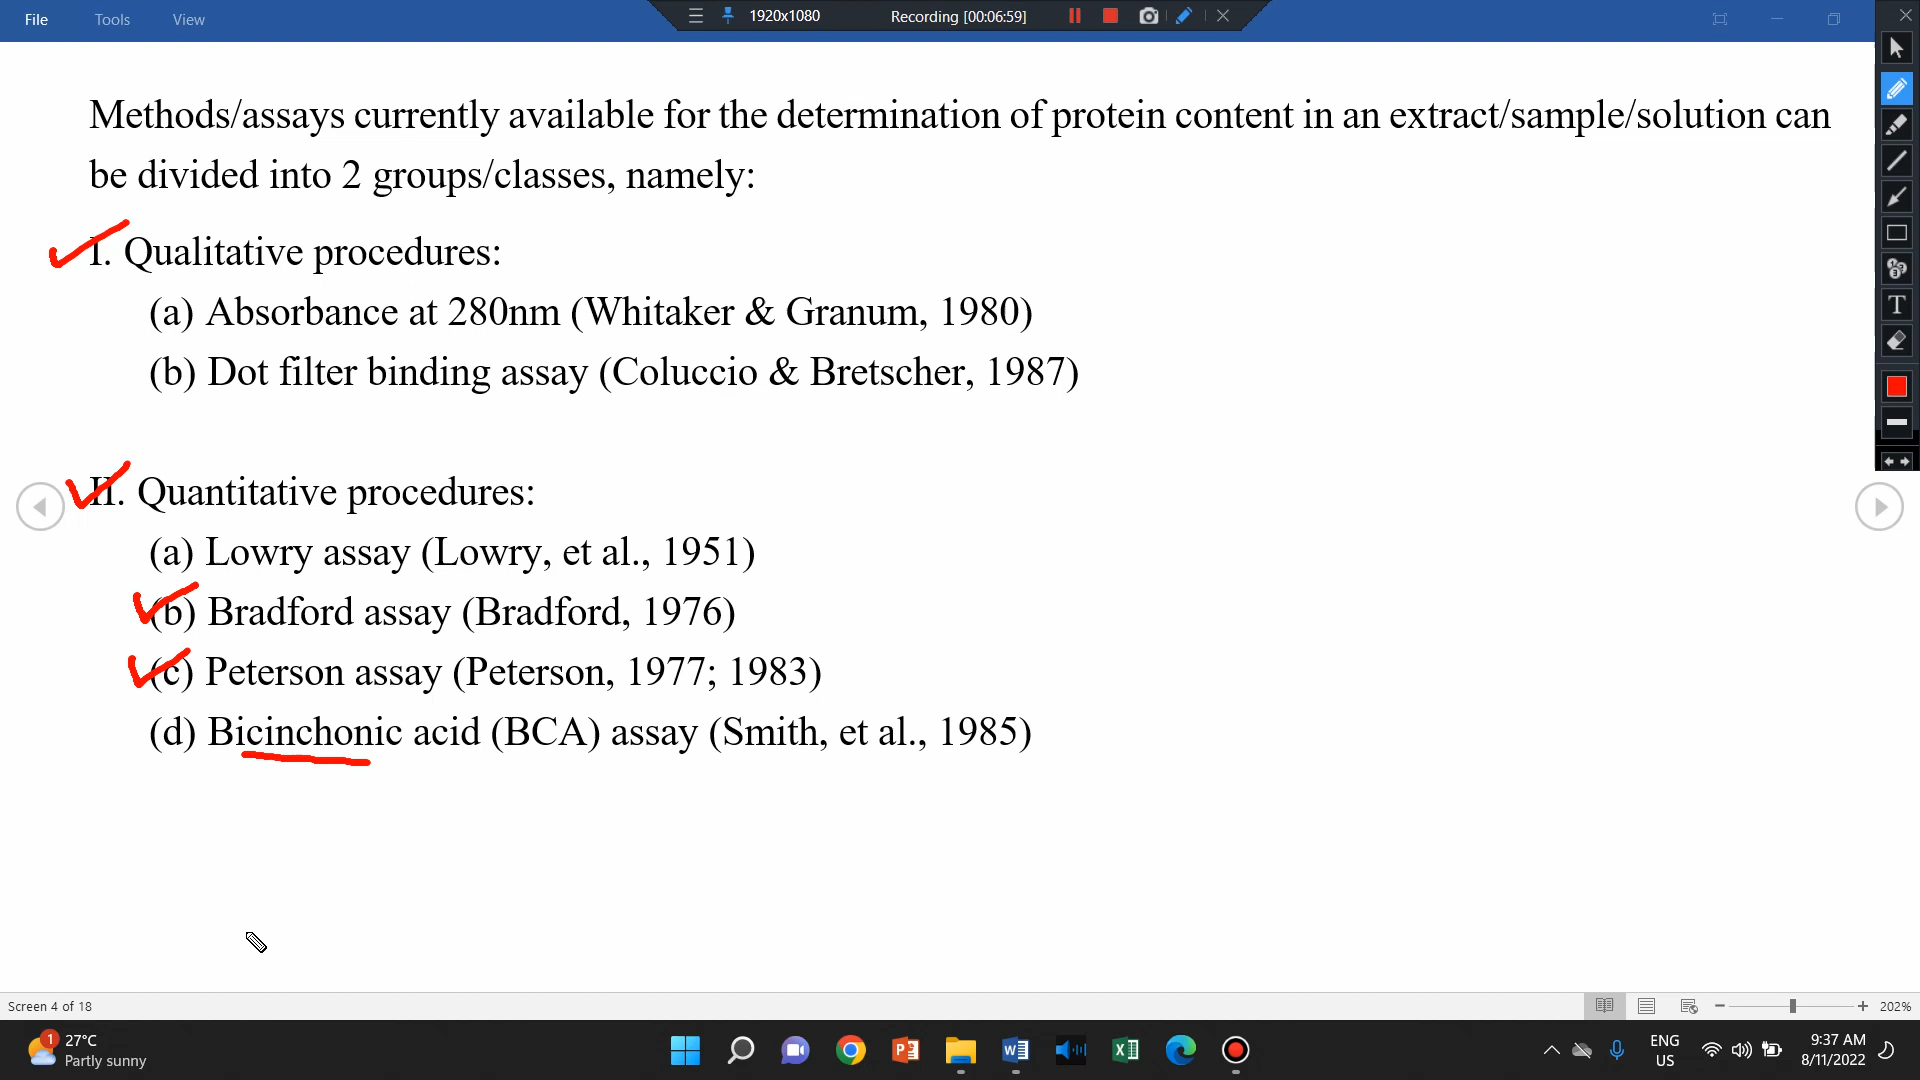 File Tools View
1920x1080 Recording [00:06:59]
Methods/assays currently available for the determination of protein content in an extract/sample/solution can
be divided into 2 groups/classes, namely:
I. Qualitative procedures:
(a) Absorbance at 280nm (Whitaker & Granum, 1980)
(b) Dot filter binding assay (Coluccio & Bretscher, 1987)
II. Quantitative procedures:
(a) Lowry assay (Lowry, et al., 1951)
(b) Bradford assay (Bradford, 1976)
(c) Peterson assay (Peterson, 1977; 1983)
(d) Bicinchonic acid (BCA) assay (Smith, et al., 1985)
Screen 4 of 18
202%
1
27°C
Partly sunny
ENG
US
9:37 AM
8/11/2022